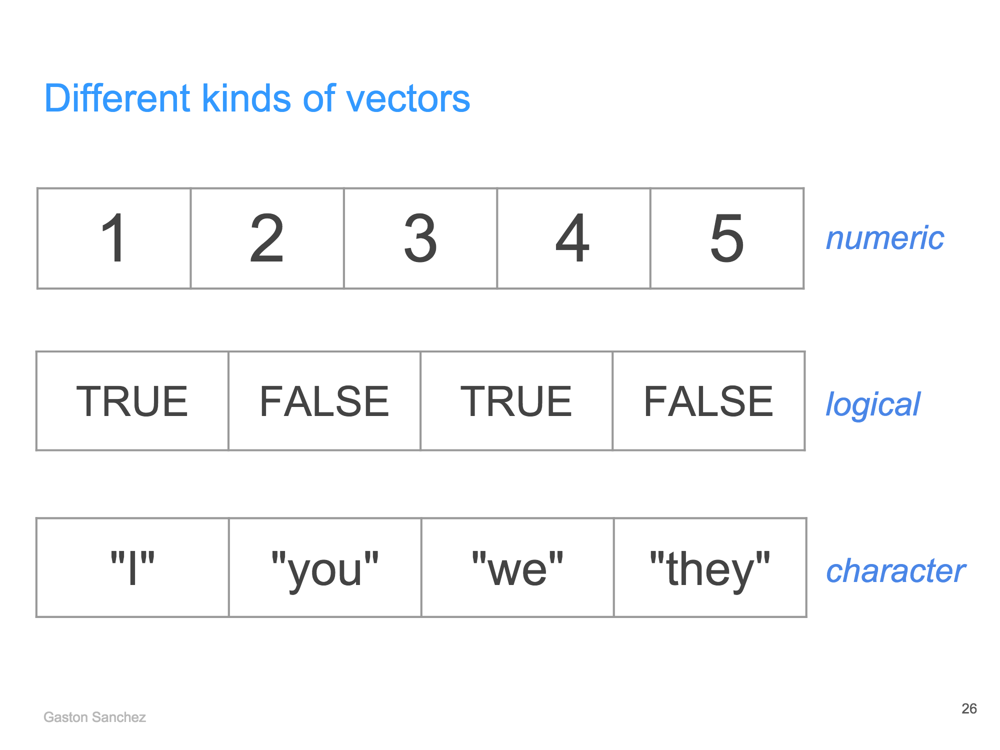 Different kinds of vectors
1 2 3 4 5 numeric
TRUE FALSE TRUE FALSE logical
"I" "you" "we" "they" character
Gaston Sanchez
26